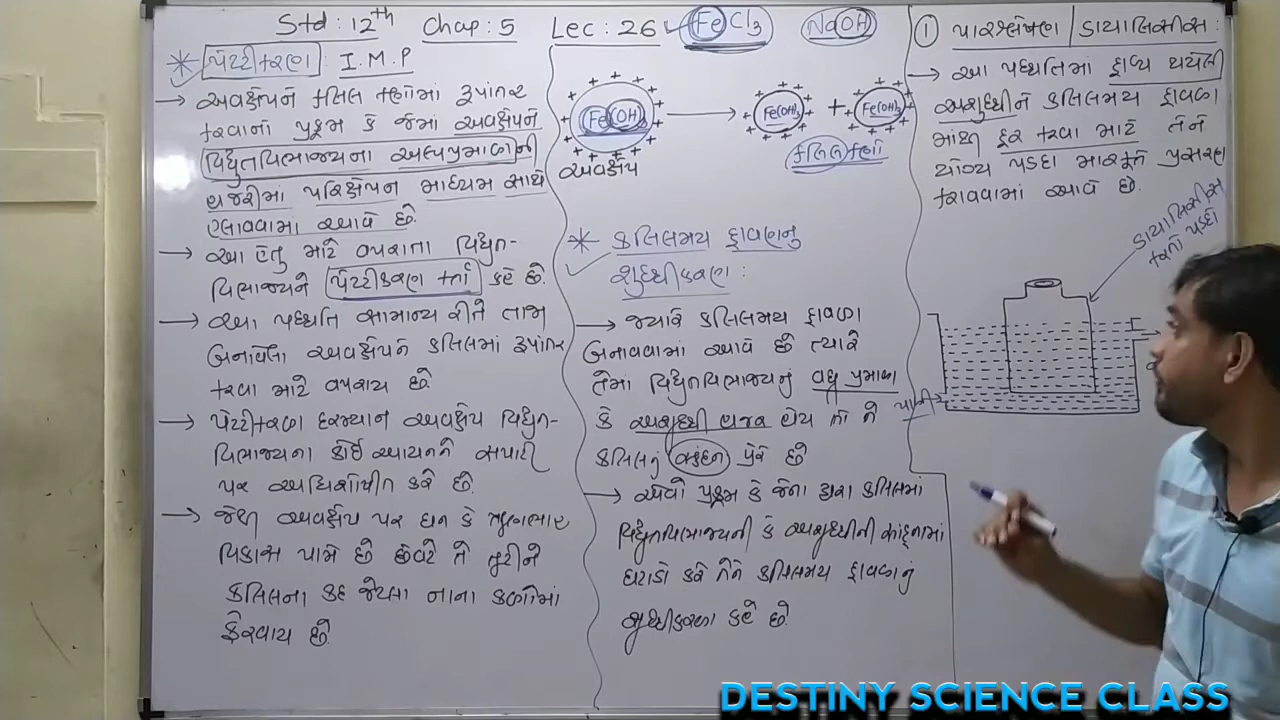 Std : 12th Chap : 5 Lec : 26 FeCl3 NaOH
* પેપ્ટીકરણ : I.M.P
→ અવક્ષેપને કલિલ કણોમાં રૂપાંતર
કરવાનો પ્રક્રમ કે જેમાં અવક્ષેપને
વિદ્યુતવિભાજ્યના અલ્પપ્રમાણની
હાજરીમાં પરિક્ષેપન માધ્યમ સાથે
હલાવવામાં આવે છે.
→ આ હેતુ માટે વપરાતા વિદ્યુત-
વિભાજ્યને પેપ્ટીકરણ કર્તા કહે છે.
→ આ પધ્ધતિ સામાન્ય રીતે તાજા
બનાવેલા અવક્ષેપને કલિલમાં રૂપાંતર
કરવા માટે વપરાય છે.
→ પેપ્ટીકરણ દરમ્યાન અવક્ષેપ વિદ્યુત-
વિભાજ્યના કોઈ આયનને સપાટી
પર અધિશોષીત કરે છે.
→ જેથી અવક્ષેપ પર ધન કે ઋણભાર
વિકાસ પામે છે છેવટે તે તૂટીને
કલિલના કદ જેટલા નાના કણોમાં
ફેરવાય છે.
Fe(OH)3 → Fe(OH)3 + Fe(OH)3
અવક્ષેપ કલિલ કણો
* કલિલમય દ્રાવણનુ
શુધ્ધીકરણ :
→ જ્યારે કલિલમય દ્રાવણ
બનાવવામાં આવે છે ત્યારે
તેમાં વિદ્યુતવિભાજ્યનું વધુ પ્રમાણ
કે અશુધ્ધી હાજર હોય તો તે
કલિલનું સ્કંદન પ્રેરે છે
→ એવો પ્રક્રમ કે જેના દ્વારા કલિલમાં
વિદ્યુતવિભાજ્યની કે અશુધ્ધીની સાંદ્રતામાં
ઘટાડો કરે તેને કલિલમય દ્રાવણનું
શુધ્ધીકરણ કહે છે.
① પારશ્લેષણ / ડાયાલિસીસ :
→ આ પધ્ધતિમાં દ્રાવ્ય થયેલી
અશુધ્ધીને કલિલમય દ્રાવણ
માંથી દૂર કરવા માટે તેને
યોગ્ય પડદા મારફતે પ્રસરણ
કરાવવામાં આવે છે.
ડાયાલિસીસ
પડદો
પાણી
DESTINY SCIENCE CLASS